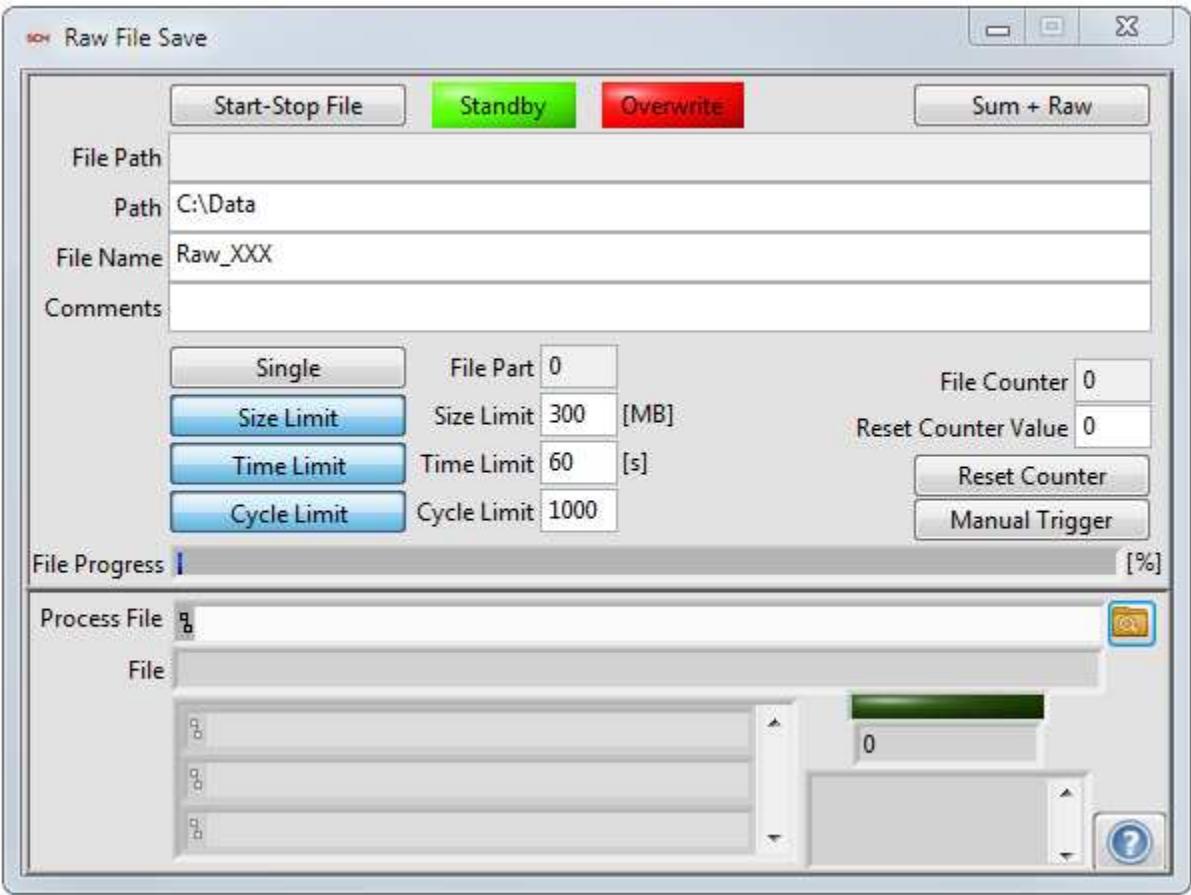 SCH Raw File Save
Start-Stop File Standby Overwrite Sum + Raw
File Path
Path C:\Data
File Name Raw_XXX
Comments
Single File Part 0
File Counter 0
Size Limit Size Limit 300 [MB]
Reset Counter Value 0
Time Limit Time Limit 60 [s]
Reset Counter
Cycle Limit Cycle Limit 1000
Manual Trigger
File Progress [%]
Process File
File
0
?